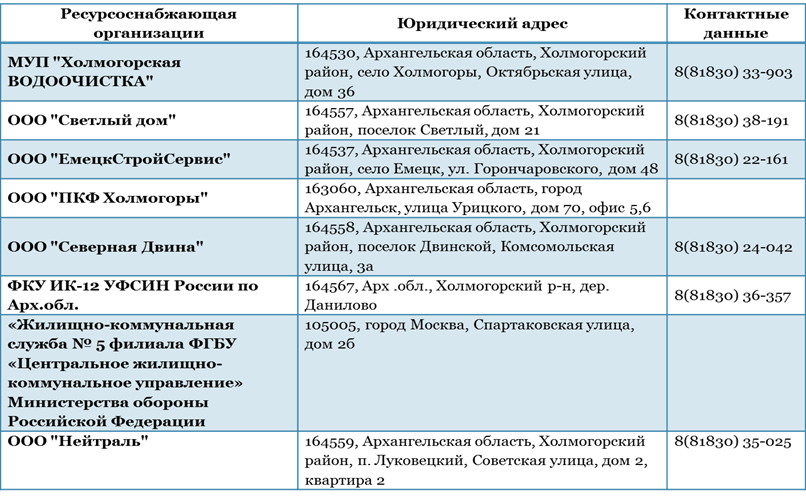 Ресурсоснабжающая организации
Юридический адрес
Контактные данные
МУП "Холмогорская ВОДООЧИСТКА"
164530, Архангельская область, Холмогорский район, село Холмогоры, Октябрьская улица, дом 36
8(81830) 33-903
ООО "Светлый дом"
164557, Архангельская область, Холмогорский район, поселок Светлый, дом 21
8(81830) 38-191
ООО "ЕмецкСтройСервис"
164537, Архангельская область, Холмогорский район, село Емецк, ул. Горончаровского, дом 48
8(81830) 22-161
ООО "ПКФ Холмогоры"
163060, Архангельская область, город Архангельск, улица Урицкого, дом 70, офис 5,6
ООО "Северная Двина"
164558, Архангельская область, Холмогорский район, поселок Двинской, Комсомольская улица, 3а
8(81830) 24-042
ФКУ ИК-12 УФСИН России по Арх.обл.
164567, Арх .обл., Холмогорский р-н, дер. Данилово
8(81830) 36-357
«Жилищно-коммунальная служба № 5 филиала ФГБУ «Центральное жилищно-коммунальное управление» Министерства обороны Российской Федерации
105005, город Москва, Спартаковская улица, дом 2б
ООО "Нейтраль"
164559, Архангельская область, Холмогорский район, п. Луковецкий, Советская улица, дом 2, квартира 2
8(81830) 35-025